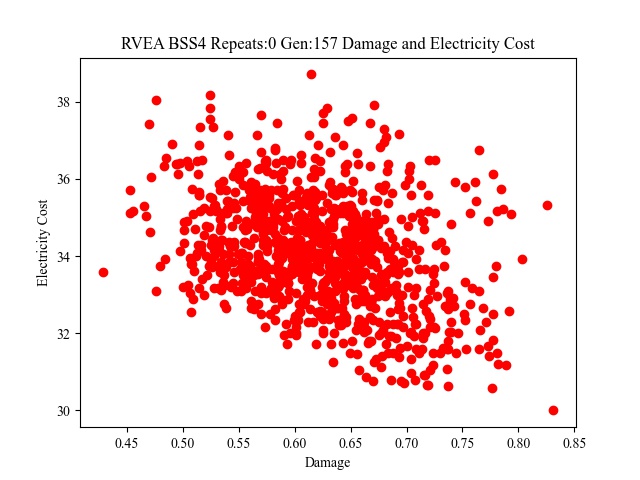 RVEA BSS4 Repeats:0 Gen:157 Damage and Electricity Cost
38
36
34
32
30
Electricity Cost
0.45 0.50 0.55 0.60 0.65 0.70 0.75 0.80 0.85
Damage